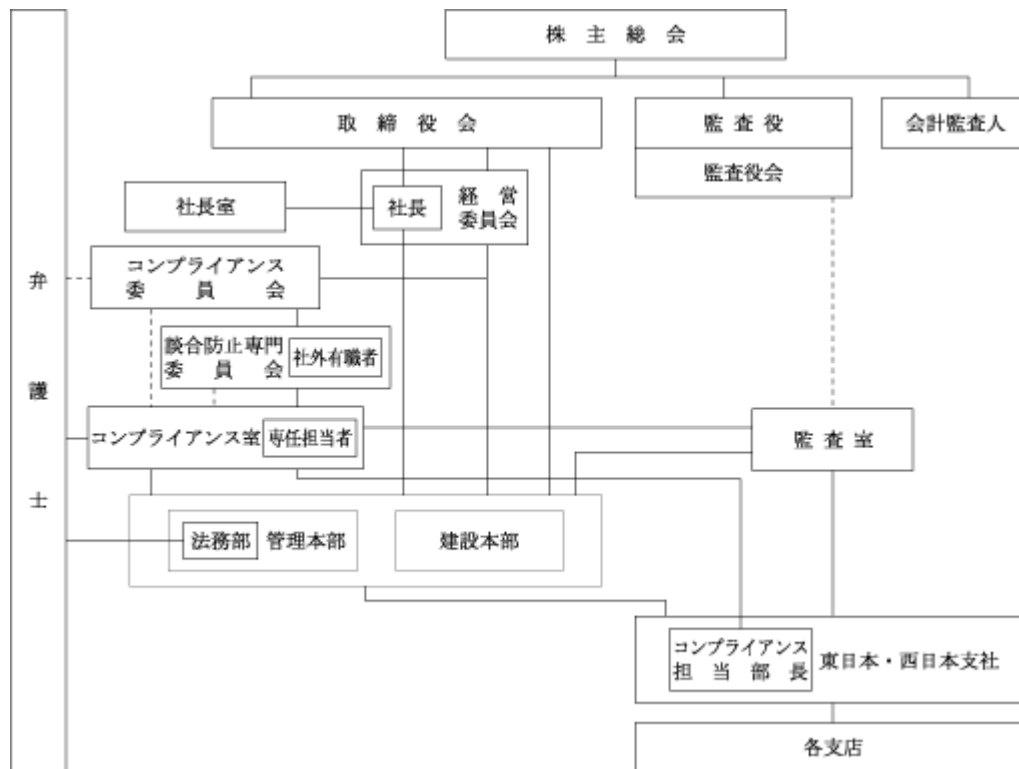 株主総会
取締役会
監査役
会計監査人
監査役会
社長室
社長
経営
委員会
コンプライアンス
委員会
談合防止専門
委員会
社外有職者
コンプライアンス室
専任担当者
監査室
弁護士
法務部
管理本部
建設本部
コンプライアンス
担当部長
東日本・西日本支社
各支店